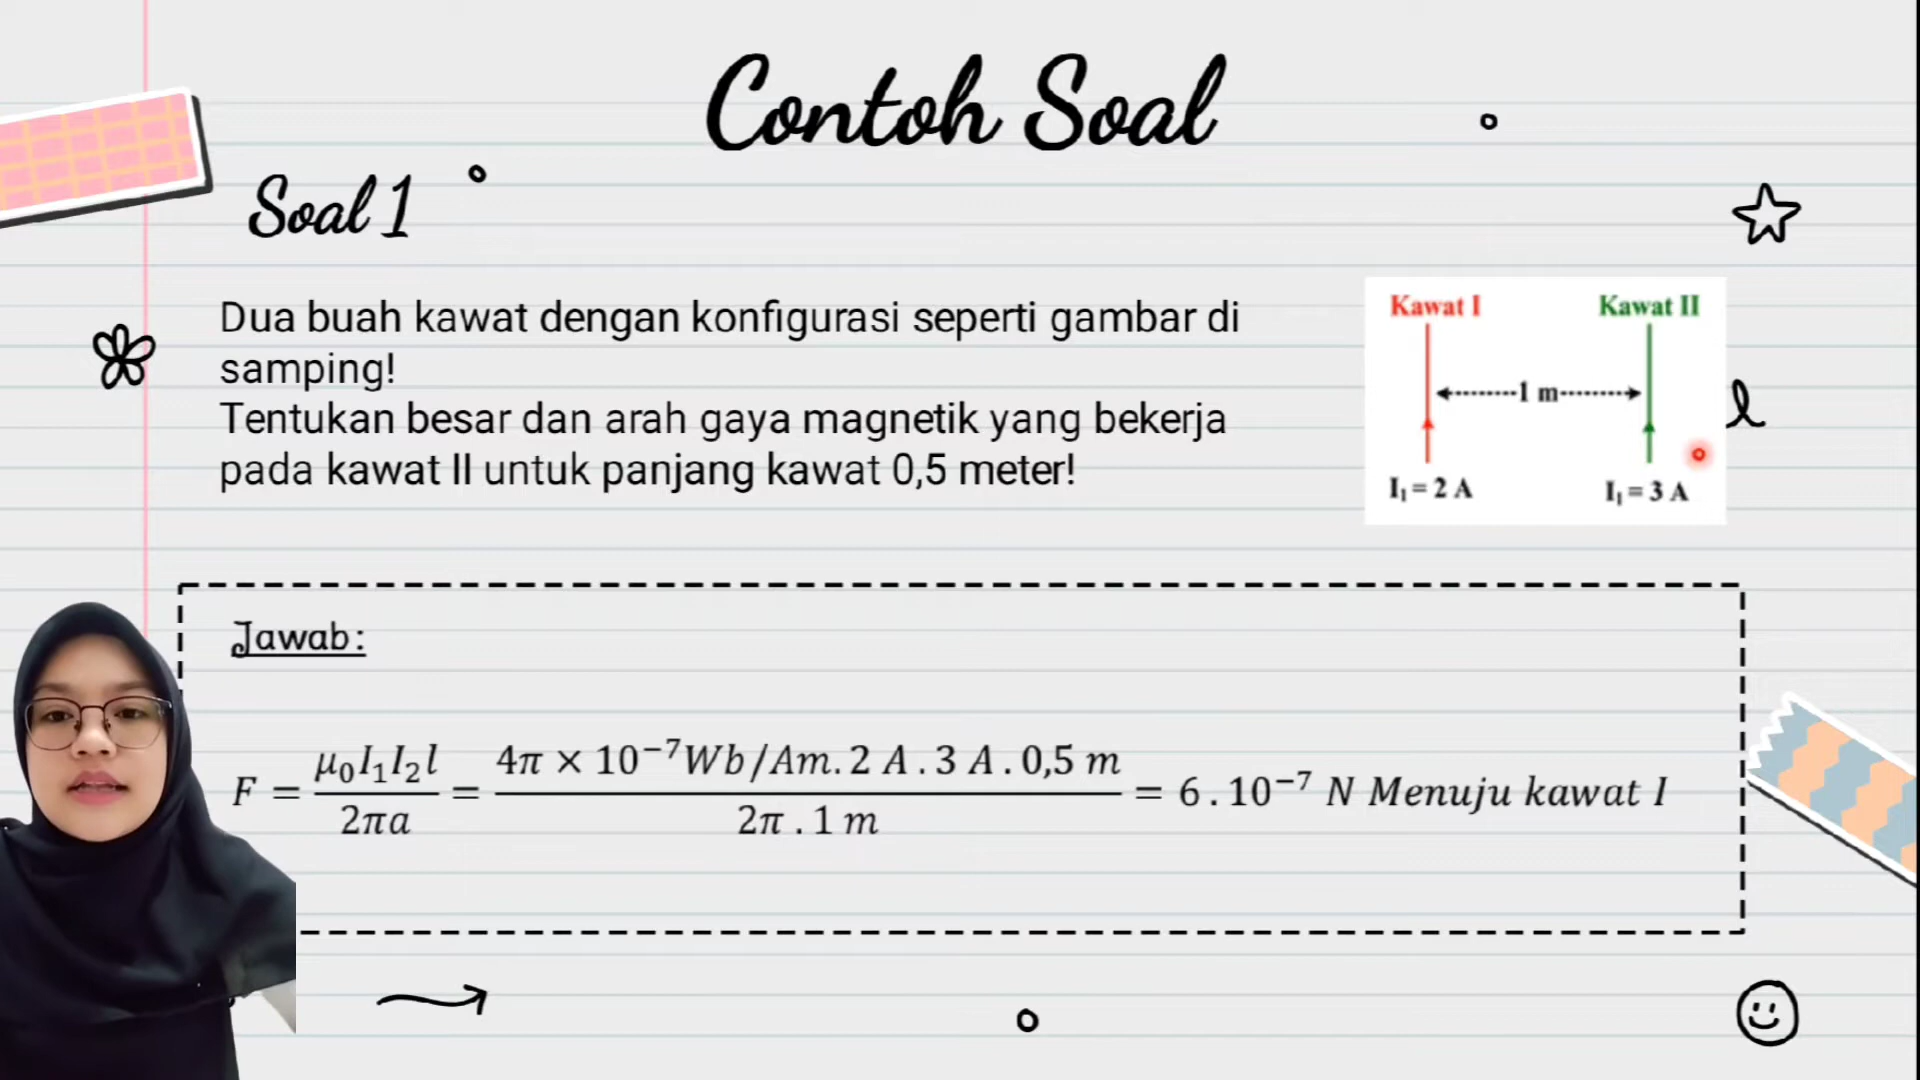 Contoh Soal
Soal 1
Dua buah kawat dengan konfigurasi seperti gambar di
samping!
Tentukan besar dan arah gaya magnetik yang bekerja
pada kawat II untuk panjang kawat 0,5 meter!
Kawat I Kawat II
1 m
I₁ = 2 A I₁ = 3 A
Jawab:
F = μ₀I₁I₂l / 2πa = 4π × 10⁻⁷Wb/Am. 2 A . 3 A . 0,5 m / 2π . 1 m = 6 . 10⁻⁷ N Menuju kawat I